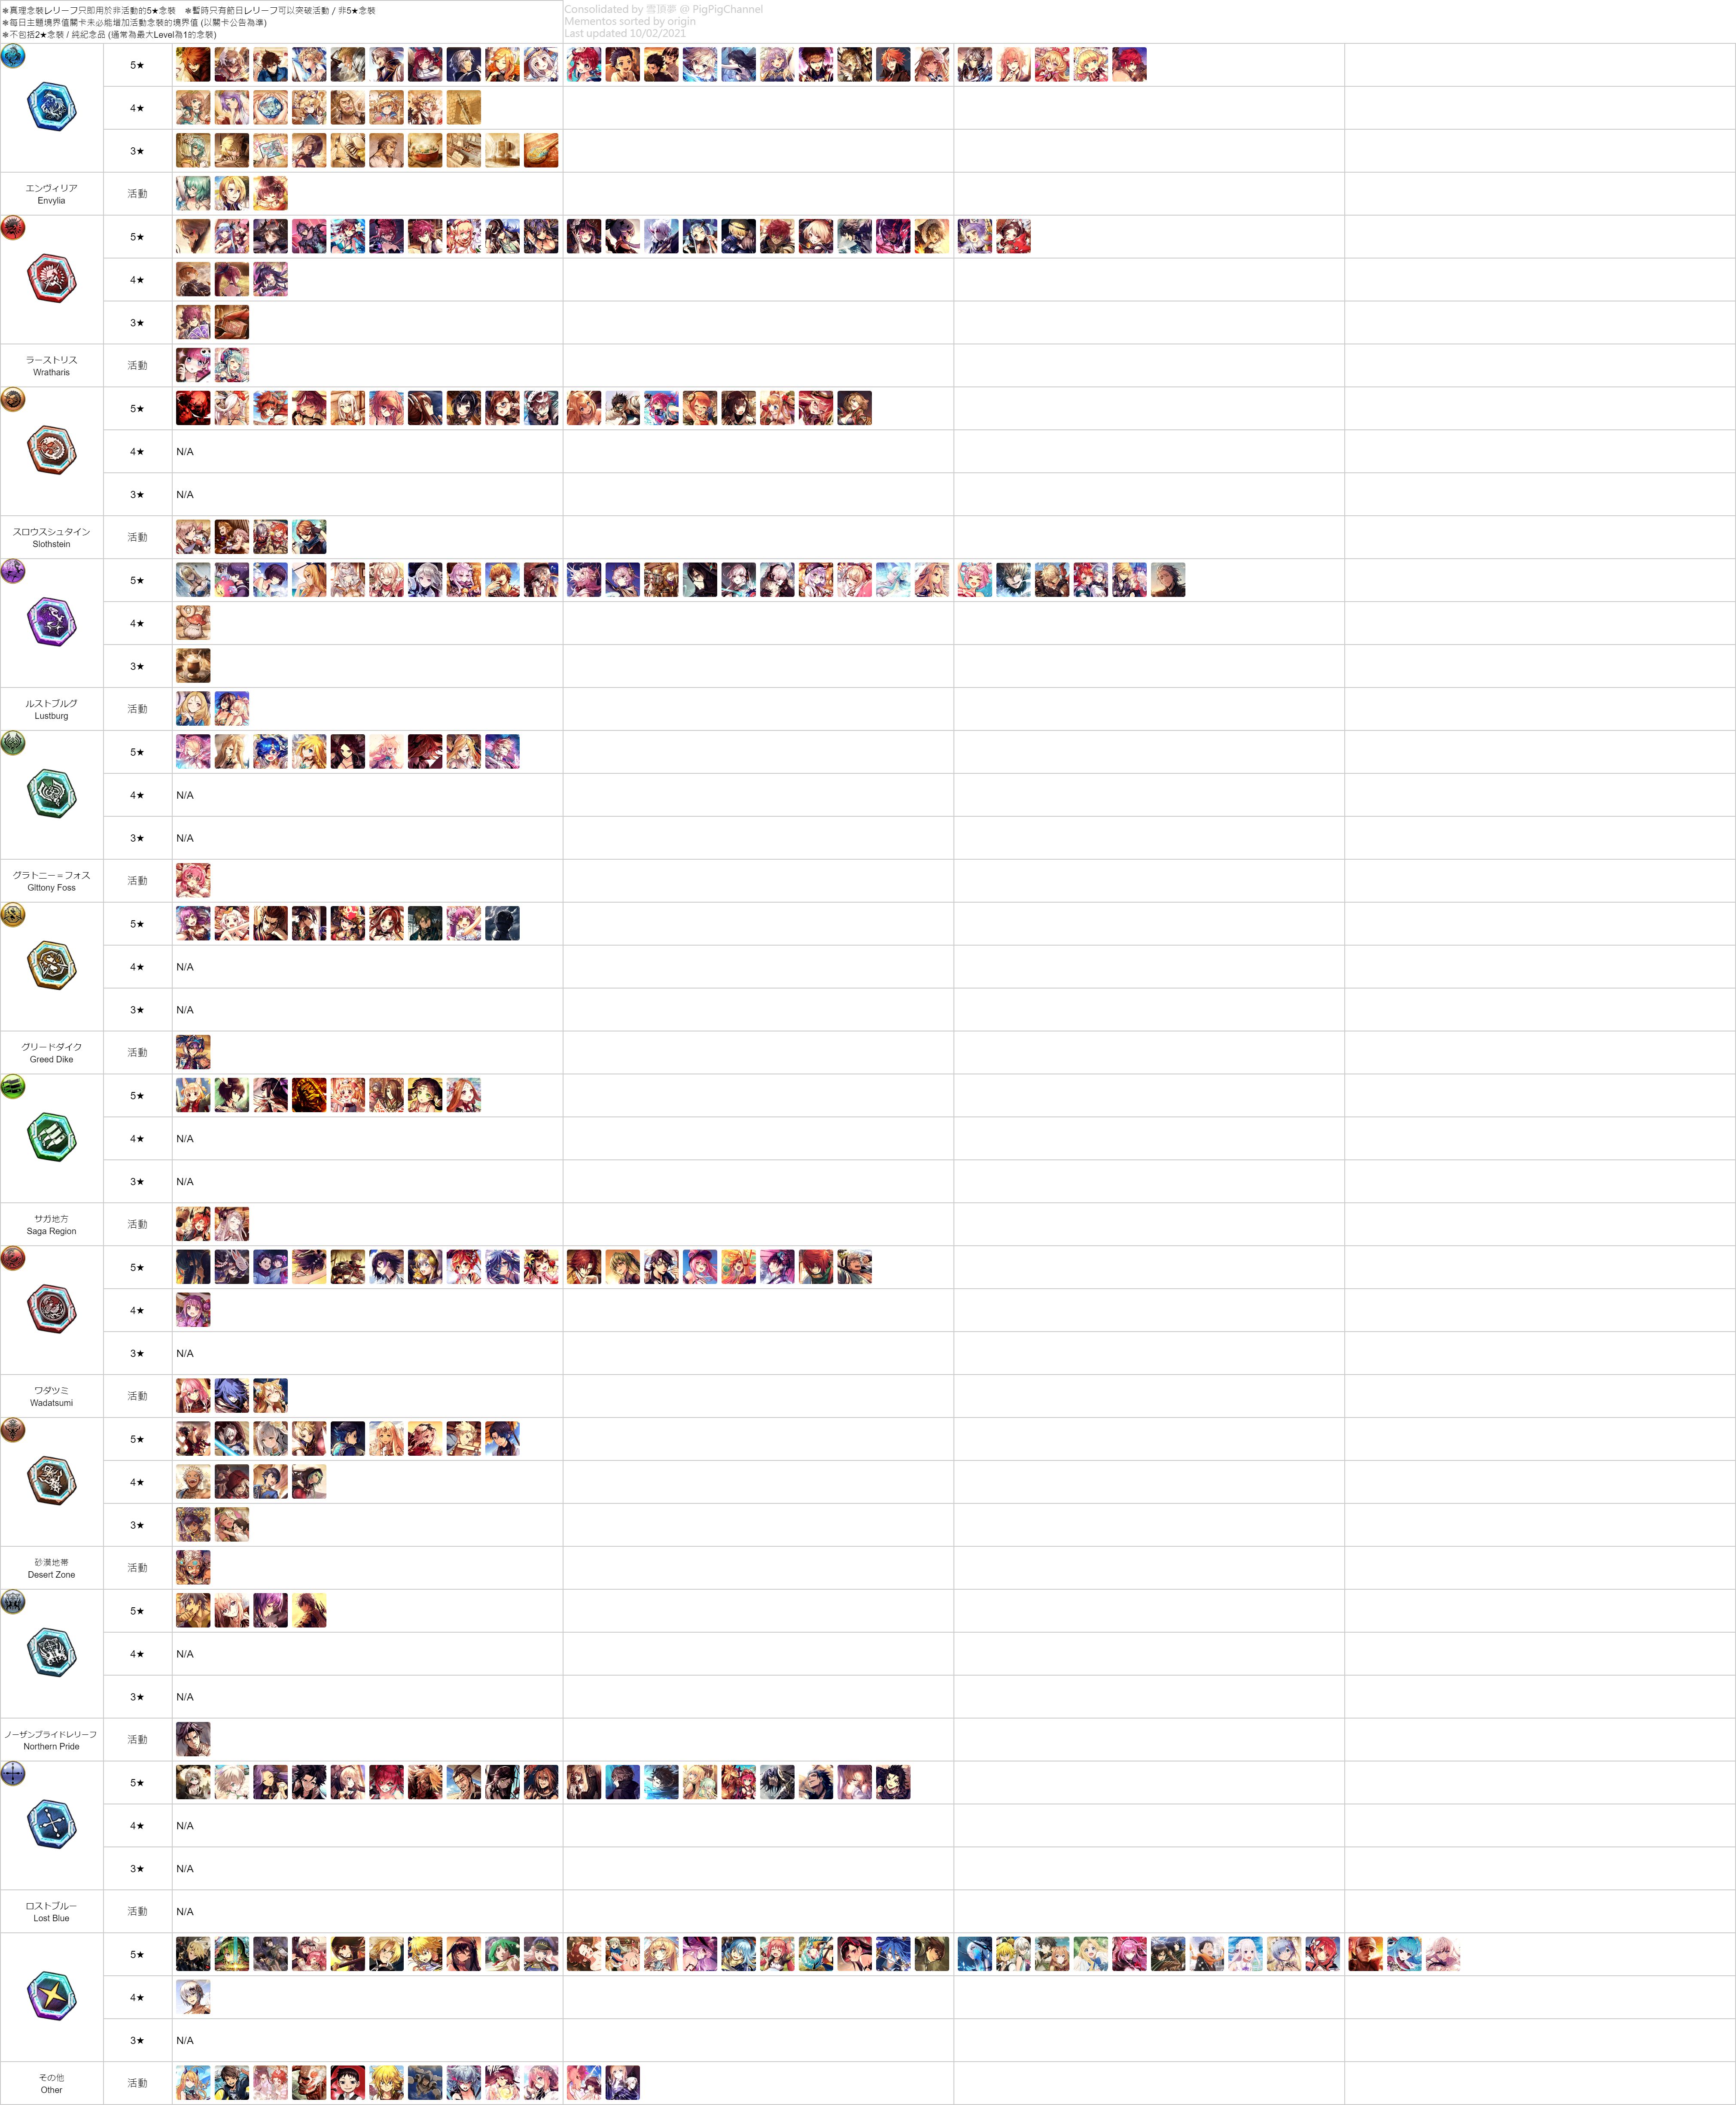 ＊真理念裝レリーフ只即用於非活動的5★念裝　＊暫時只有節日レリーフ可以突破活動 / 非5★念裝
＊每日主題境界值關卡未必能增加活動念裝的境界值 (以關卡公告為準)
＊不包括2★念裝 / 純紀念品 (通常為最大Level為1的念裝)
Consolidated by 雲頂夢 @ PigPigChannel
Mementos sorted by origin
Last updated 10/02/2021
5★
4★
3★
エンヴィリア
Envylia
活動
5★
4★
3★
ラーストリス
Wratharis
活動
5★
4★
N/A
3★
N/A
スロウスシュタイン
Slothstein
活動
5★
4★
3★
ルストブルグ
Lustburg
活動
5★
4★
N/A
3★
N/A
グラトニー＝フォス
Glttony Foss
活動
5★
4★
N/A
3★
N/A
グリードダイク
Greed Dike
活動
5★
4★
N/A
3★
N/A
サガ地方
Saga Region
活動
5★
4★
3★
N/A
ワダツミ
Wadatsumi
活動
5★
4★
3★
砂漠地帯
Desert Zone
活動
5★
4★
N/A
3★
N/A
ノーザンブライドレリーフ
Northern Pride
活動
5★
4★
N/A
3★
N/A
ロストブルー
Lost Blue
活動
N/A
5★
4★
3★
N/A
その他
Other
活動